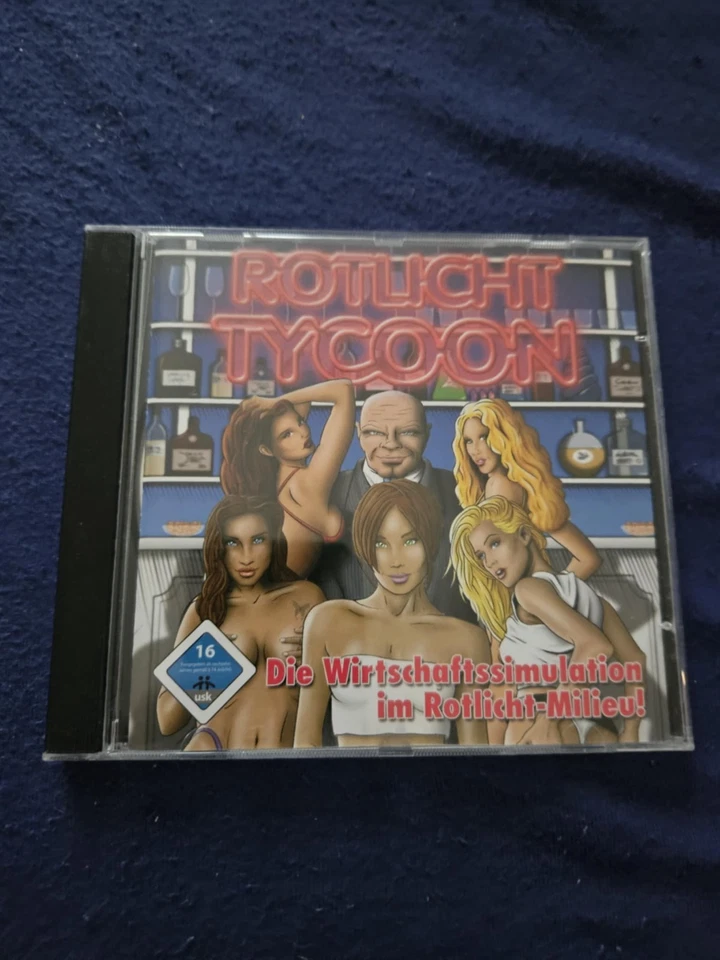 ROTLICHT
TYCOON
16
usk
Die Wirtschaftssimulation
im Rotlicht-Milieu!